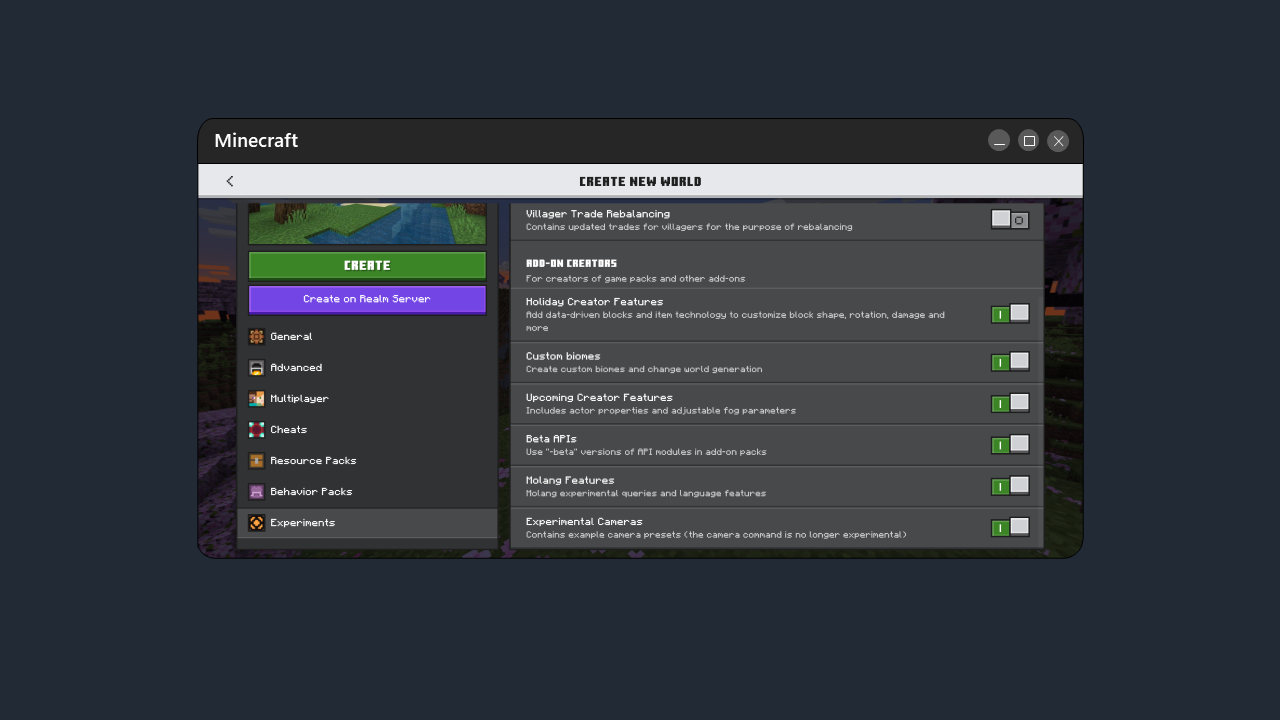 Minecraft
CREATE NEW WORLD
CREATE
Create on Realm Server
General
Advanced
Multiplayer
Cheats
Resource Packs
Behavior Packs
Experiments
Villager Trade Rebalancing
Contains updated trades for villagers for the purpose of rebalancing
ADD-ON CREATORS
For creators of game packs and other add-ons
Holiday Creator Features
Add data-driven blocks and item technology to customize block shape, rotation, damage and
more
Custom biomes
Create custom biomes and change world generation
Upcoming Creator Features
Includes actor properties and adjustable fog parameters
Beta APIs
Use "-beta" versions of API modules in add-on packs
Molang Features
Molang experimental queries and language features
Experimental Cameras
Contains example camera presets (the camera command is no longer experimental)